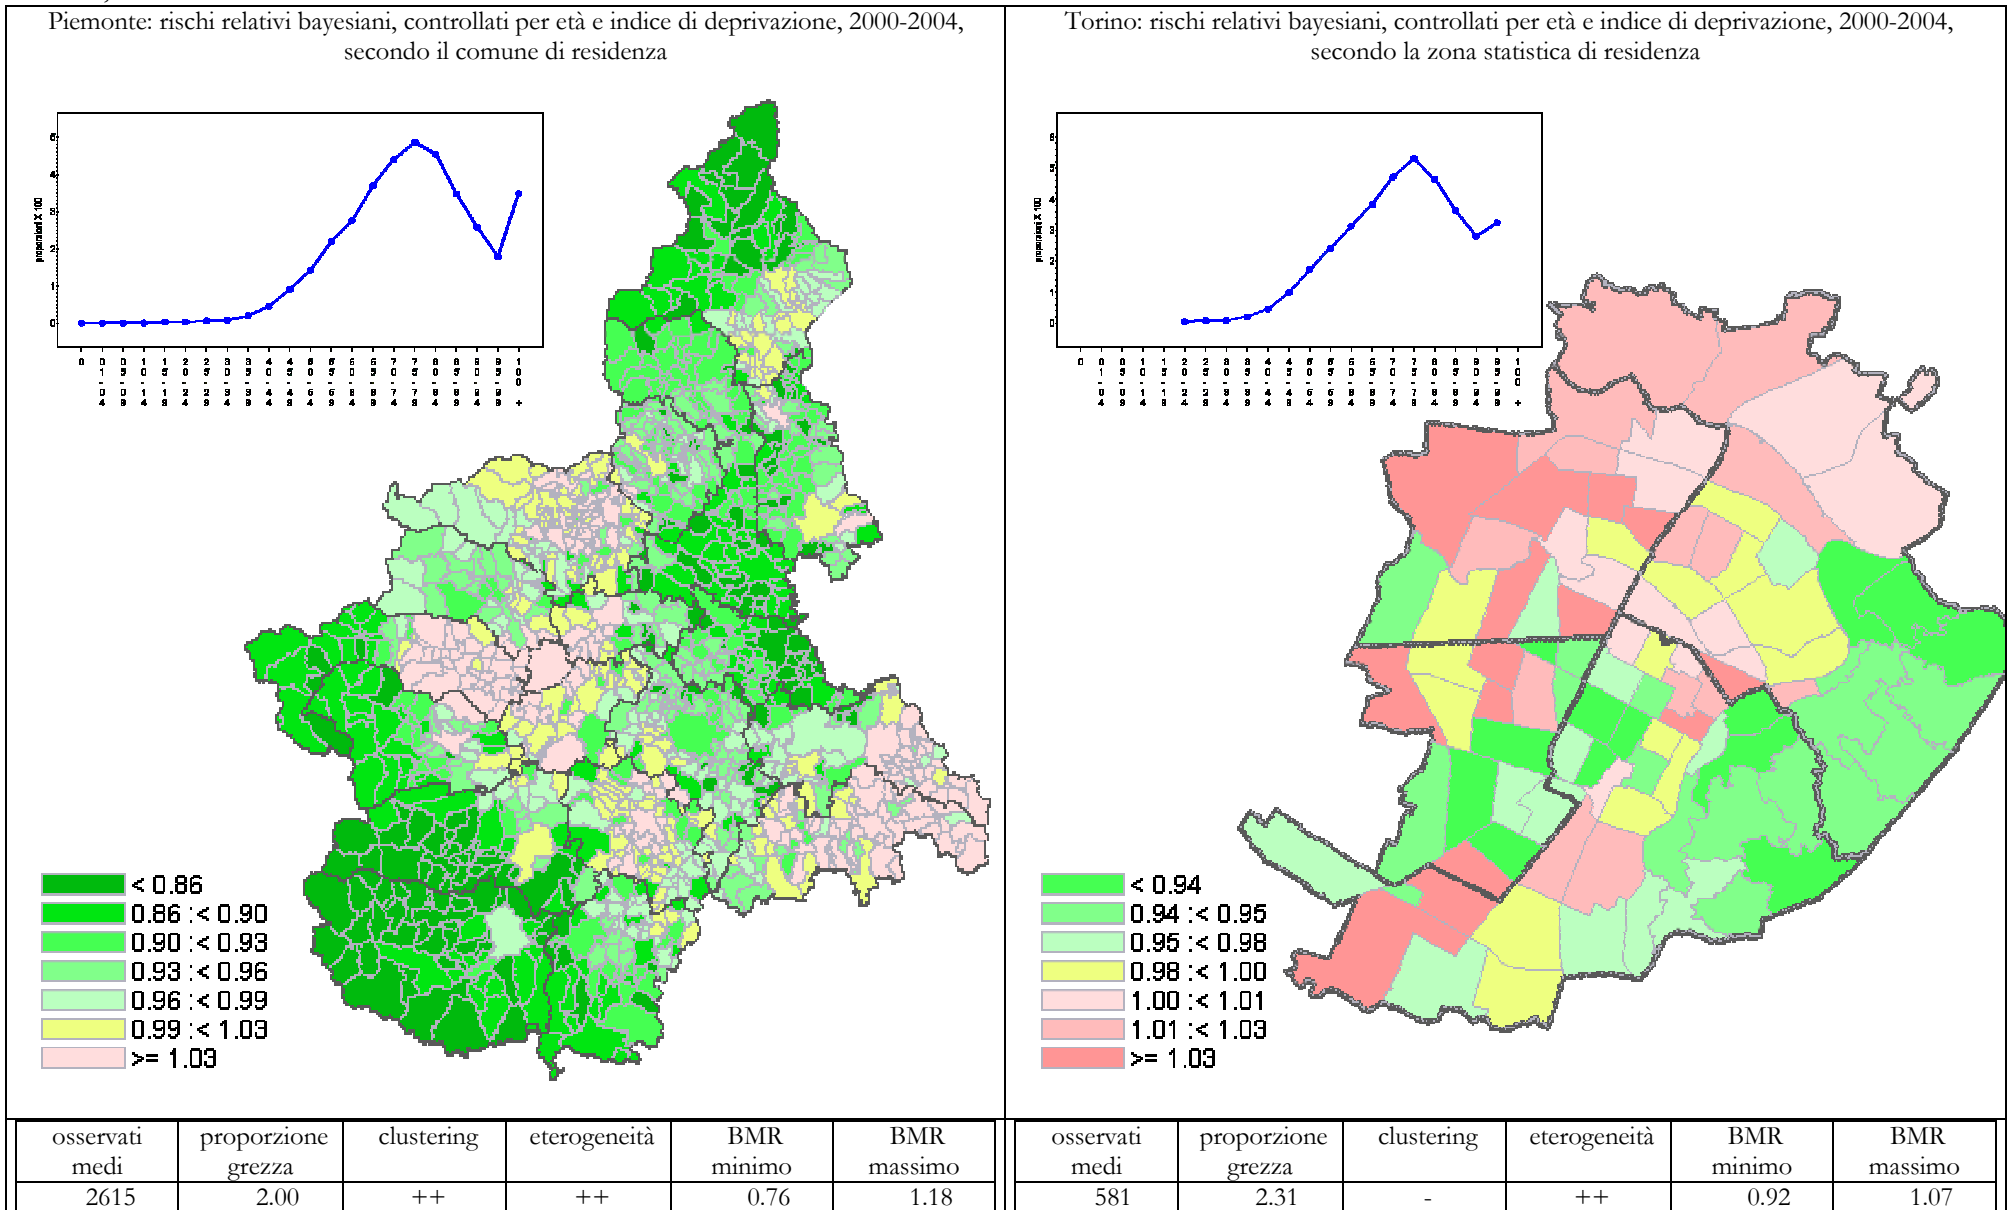 Piemonte: rischi relativi bayesiani, controllati per età e indice di deprivazione, 2000-2004,
secondo il comune di residenza
proporzioni X 100
< 0.86
0.86 :< 0.90
0.90 :< 0.93
0.93 :< 0.96
0.96 :< 0.99
0.99 :< 1.03
>= 1.03
osservati medi proporzione grezza clustering eterogeneità BMR minimo BMR massimo
2615 2.00 ++ ++ 0.76 1.18
Torino: rischi relativi bayesiani, controllati per età e indice di deprivazione, 2000-2004,
secondo la zona statistica di residenza
proporzioni X 100
< 0.94
0.94 :< 0.95
0.95 :< 0.98
0.98 :< 1.00
1.00 :< 1.01
1.01 :< 1.03
>= 1.03
osservati medi proporzione grezza clustering eterogeneità BMR minimo BMR massimo
581 2.31 - ++ 0.92 1.07